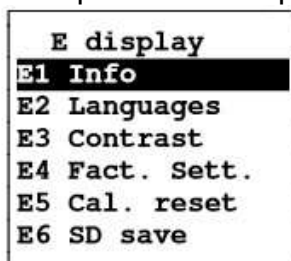 E display
E1 Info
E2 Languages
E3 Contrast
E4 Fact. Sett.
E5 Cal. reset
E6 SD save